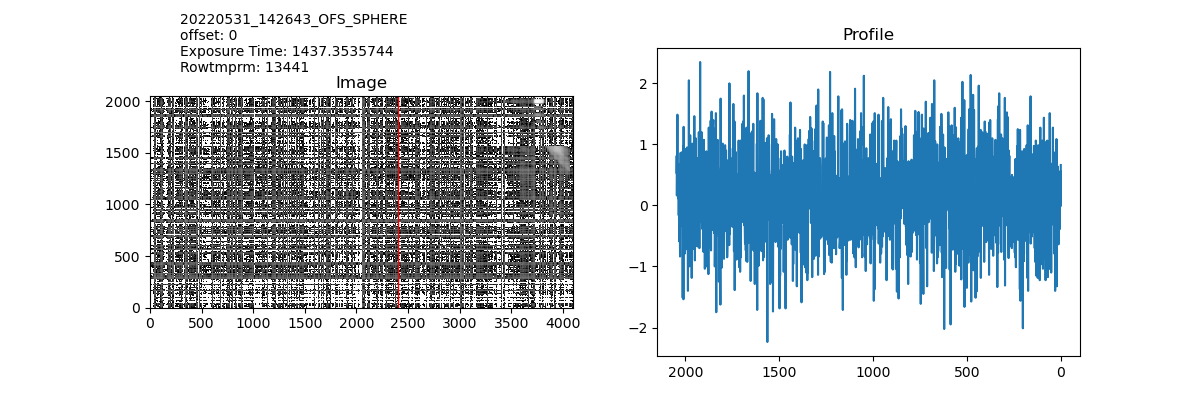 20220531_142643_OFS_SPHERE
offset: 0
Exposure Time: 1437.3535744
Rowtmprm: 13441
Image
Profile
2000
1500
1000
500
0
0 500 1000 1500 2000 2500 3000 3500 4000
2
1
0
−1
−2
2000 1500 1000 500 0